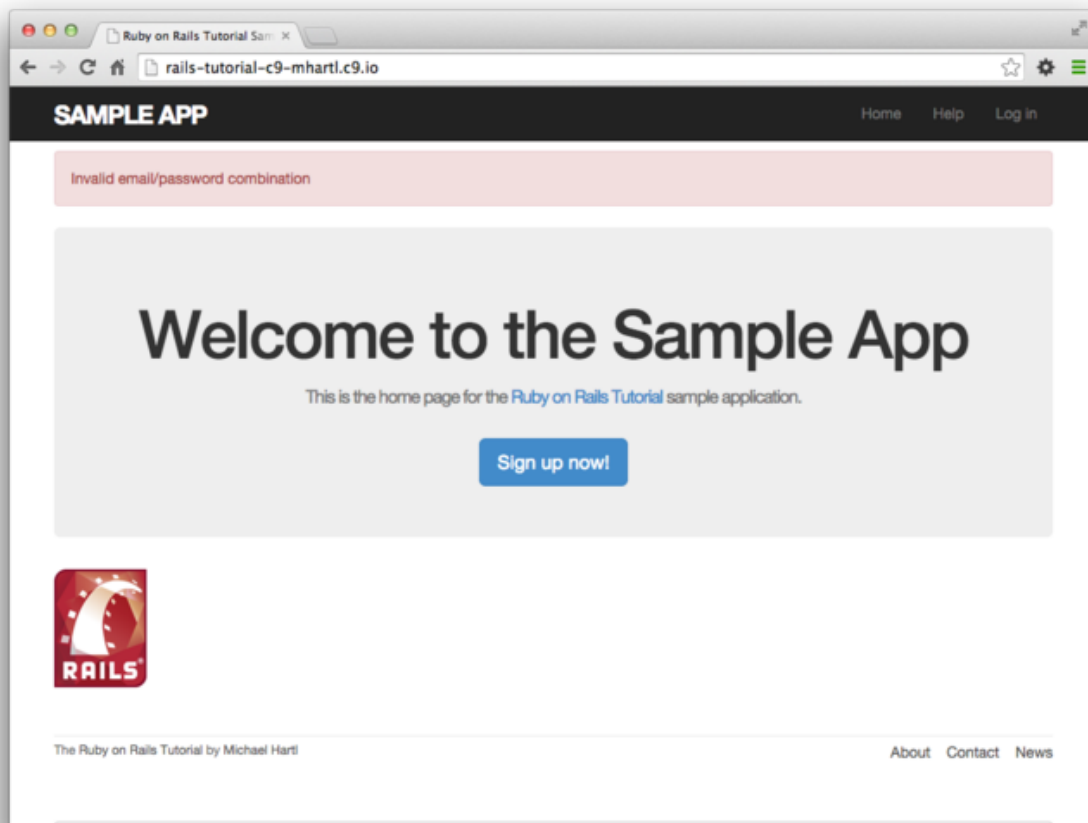 Ruby on Rails Tutorial Sam
rails-tutorial-c9-mhartl.c9.io
SAMPLE APP
Home Help Log in
Invalid email/password combination
Welcome to the Sample App
This is the home page for the Ruby on Rails Tutorial sample application.
Sign up now!
RAILS
The Ruby on Rails Tutorial by Michael Hartl
About Contact News